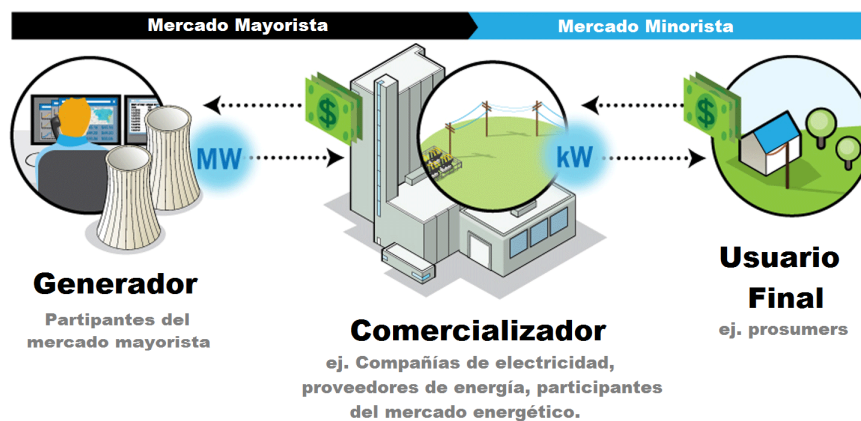 Mercado Mayorista
Mercado Minorista
$
$
MW
kW
Generador
Partipantes del
mercado mayorista
Comercializador
ej. Compañías de electricidad,
proveedores de energía, participantes
del mercado energético.
Usuario
Final
ej. prosumers